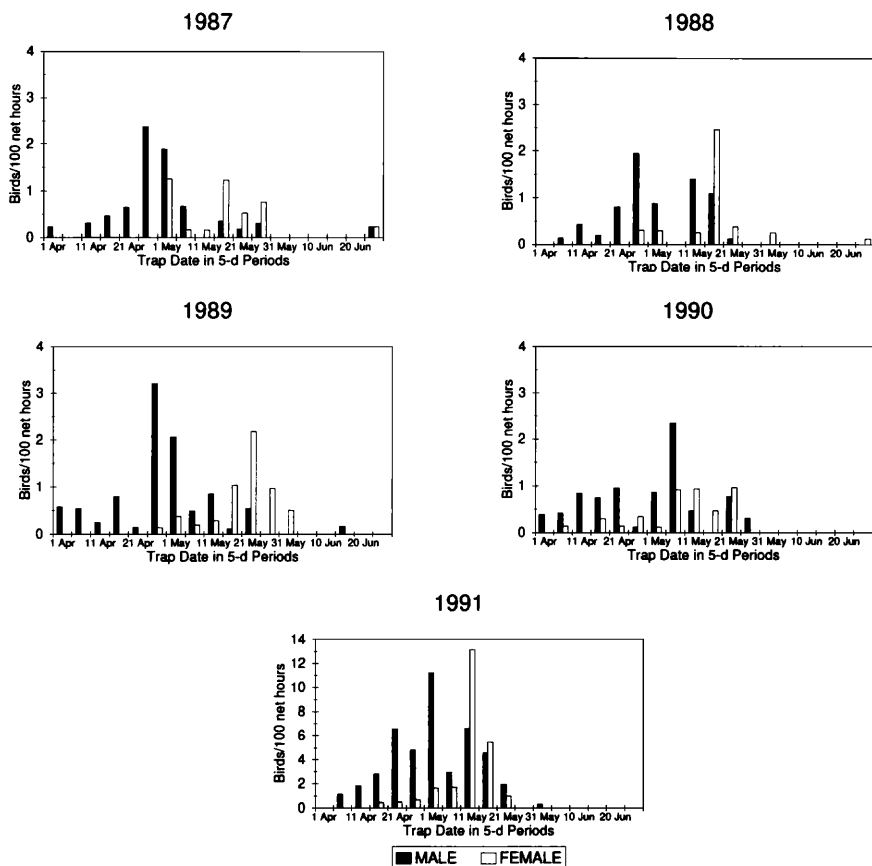 1987
Birds/100 net hours
4
3
2
1
0
1 Apr 11 Apr 21 Apr 1 May 11 May 21 May 31 May 10 Jun 20 Jun
Trap Date in 5-d Periods
1988
Birds/100 net hours
4
3
2
1
0
1 Apr 11 Apr 21 Apr 1 May 11 May 21 May 31 May 10 Jun 20 Jun
Trap Date in 5-d Periods
1989
Birds/100 net hours
4
3
2
1
0
1 Apr 11 Apr 21 Apr 1 May 11 May 21 May 31 May 10 Jun 20 Jun
Trap Date in 5-d Periods
1990
Birds/100 net hours
4
3
2
1
0
1 Apr 11 Apr 21 Apr 1 May 11 May 21 May 31 May 10 Jun 20 Jun
Trap Date in 5-d Periods
1991
Birds/100 net hours
14
12
10
8
6
4
2
0
1 Apr 11 Apr 21 Apr 1 May 11 May 21 May 31 May 10 Jun 20 Jun
Trap Date in 5-d Periods
MALE FEMALE